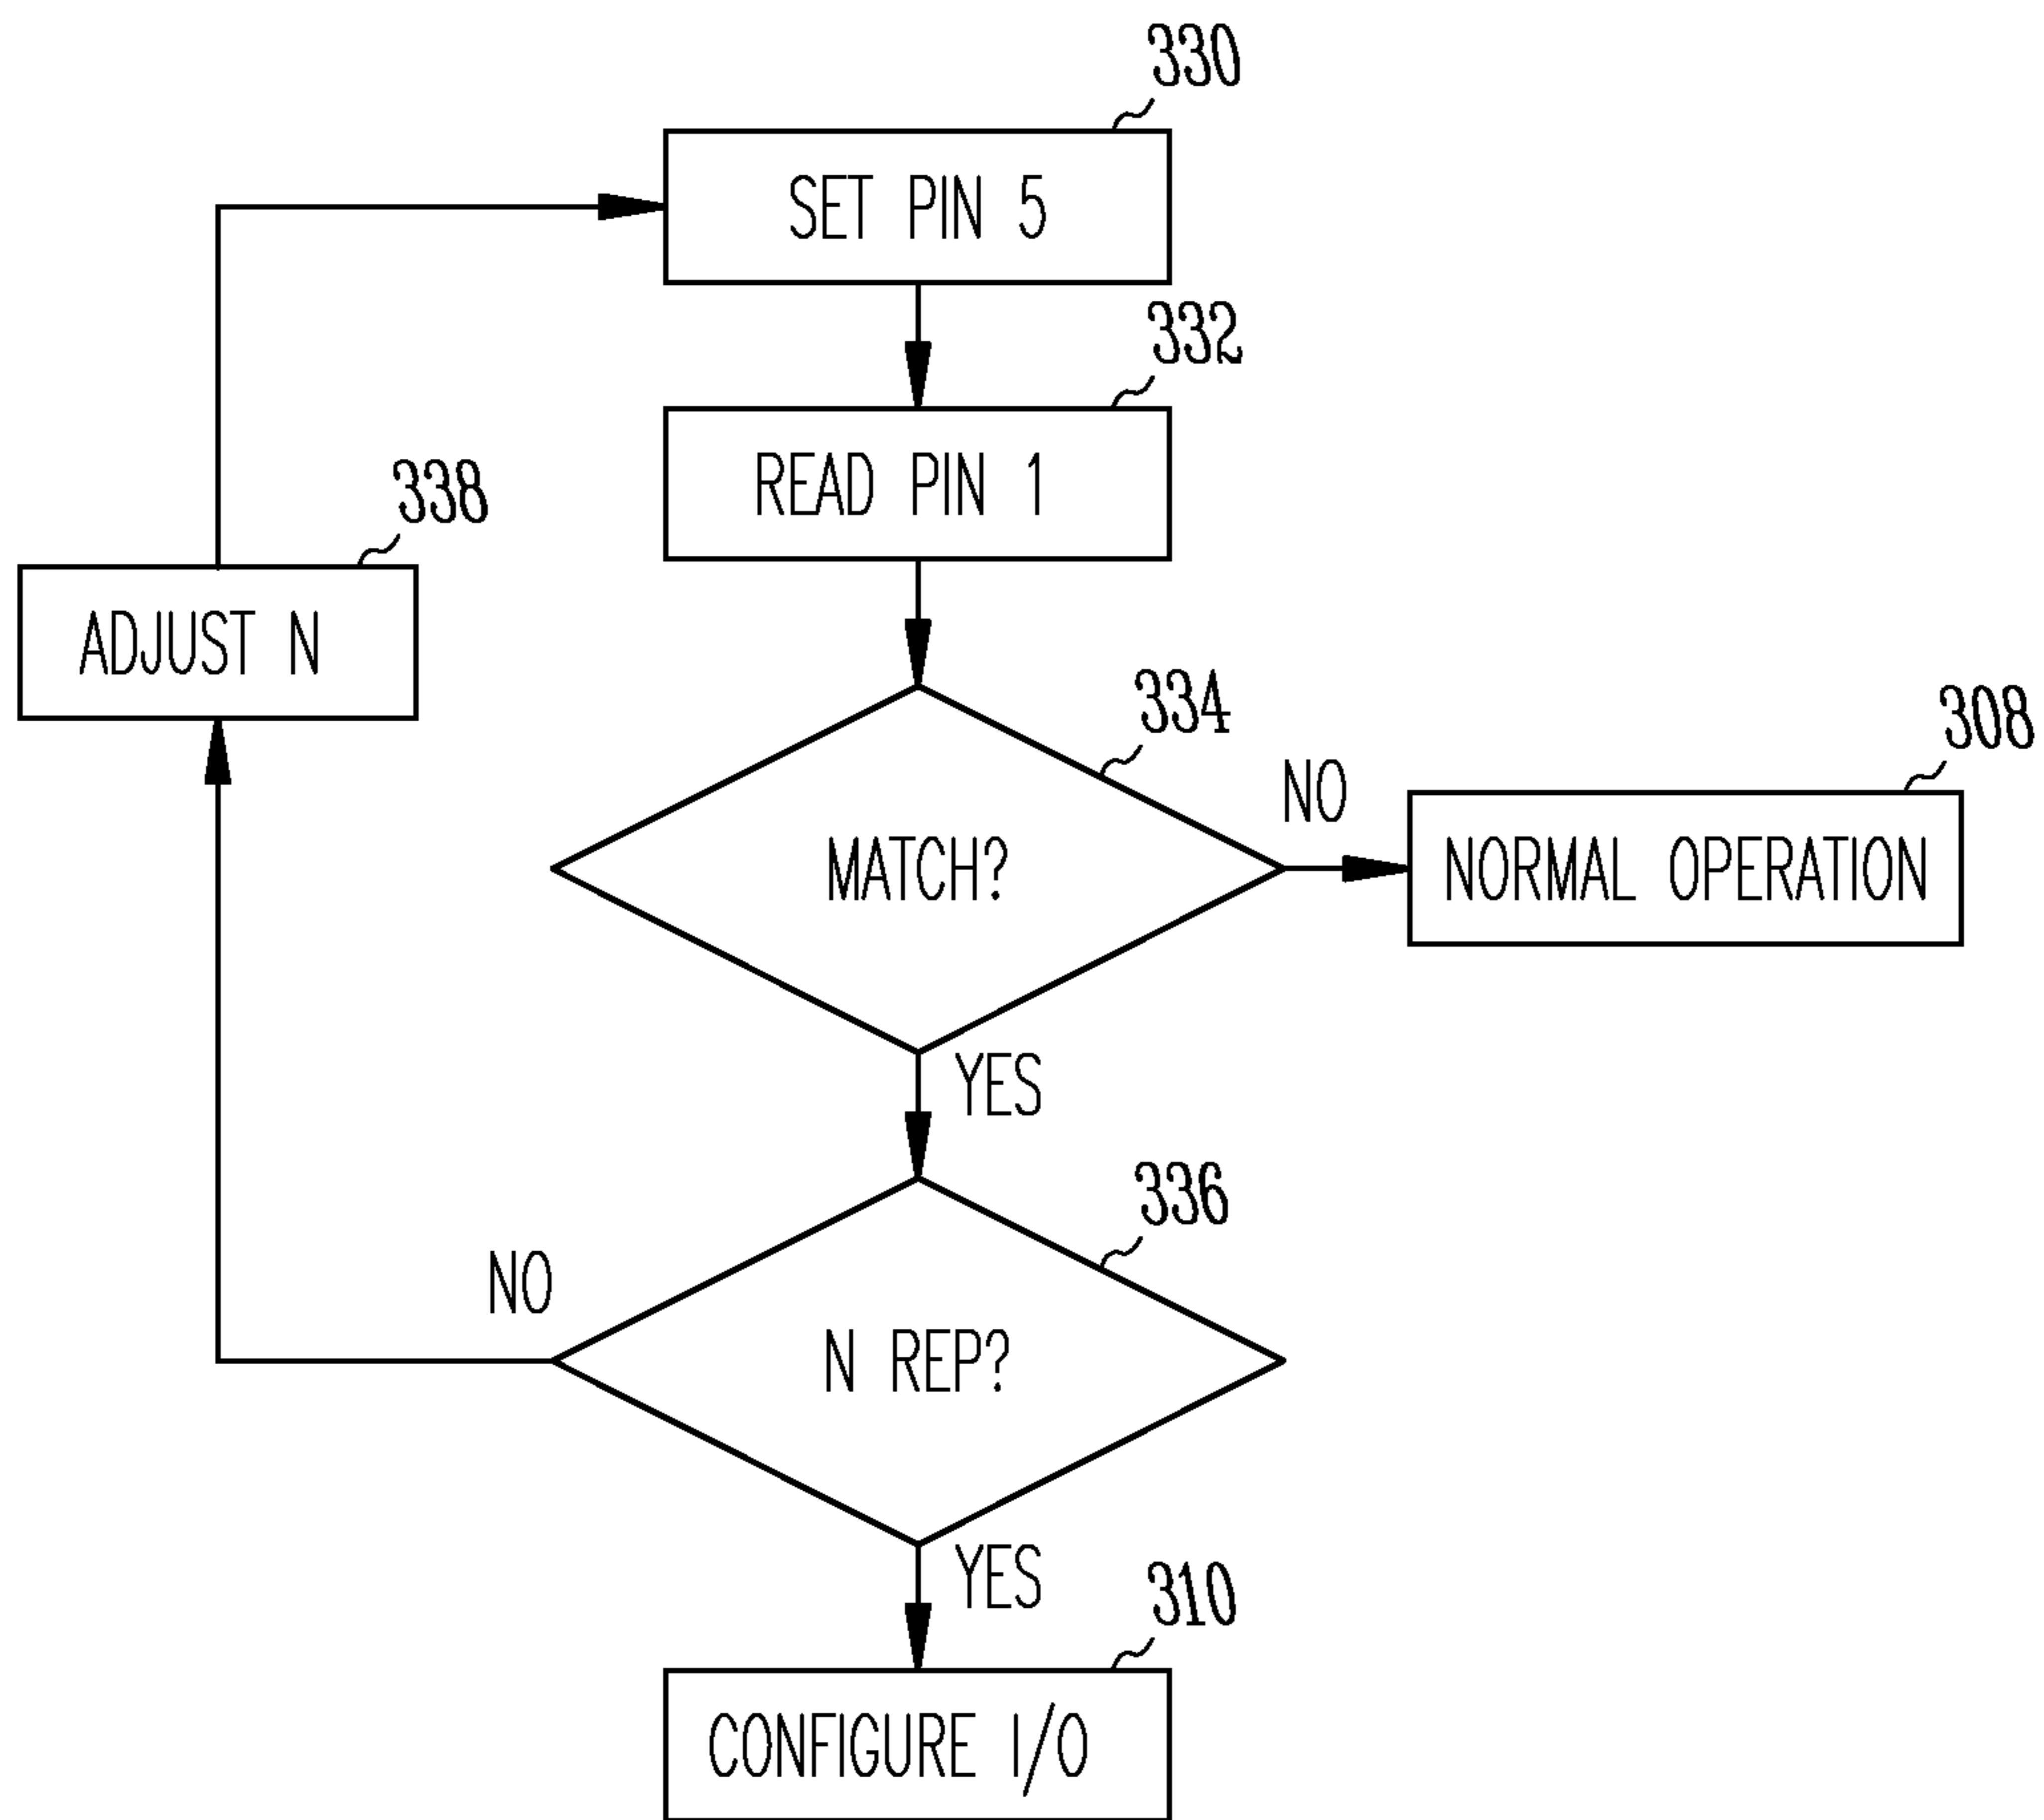 330
SET PIN 5
332
READ PIN 1
338
ADJUST N
334
MATCH?
NO
308
NORMAL OPERATION
YES
336
N REP?
NO
YES
310
CONFIGURE I/O